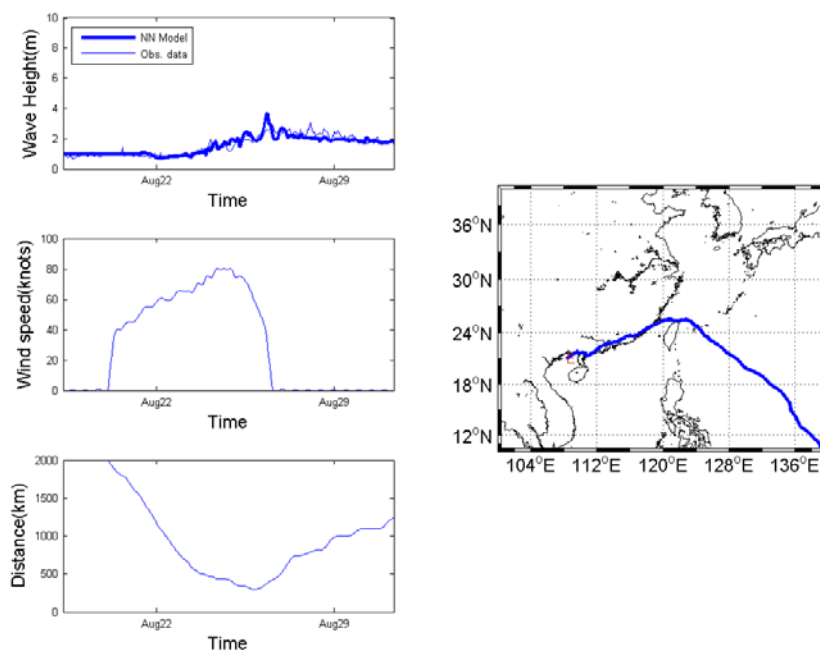 10
8
6
4
2
0
Wave Height(m)
NN Model
Obs. data
Aug22
Aug29
Time
100
80
60
40
20
0
Wind speed(knots)
Aug22
Aug29
Time
2000
1500
1000
500
0
Distance(km)
Aug22
Aug29
Time
36°N
30°N
24°N
18°N
12°N
104°E 112°E 120°E 128°E 136°E